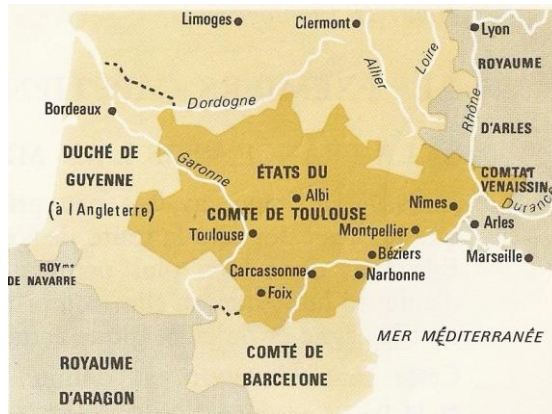 Limoges
Clermont
Lyon
Loire
Allier
ROYAUME
Rhône
Dordogne
Bordeaux
D'ARLES
DUCHÉ DE
GUYENNE
(à l Angleterre)
Garonne
ÉTATS DU
Albi
COMTE DE TOULOUSE
COMTAT
VENAISSIN
Durance
Nîmes
Toulouse
Montpellier
Arles
Béziers
Marseille
ROYme
DE NAVARRE
Carcassonne
Narbonne
Foix
MER MÉDITERRANÉE
COMTÉ DE
BARCELONE
ROYAUME
D'ARAGON